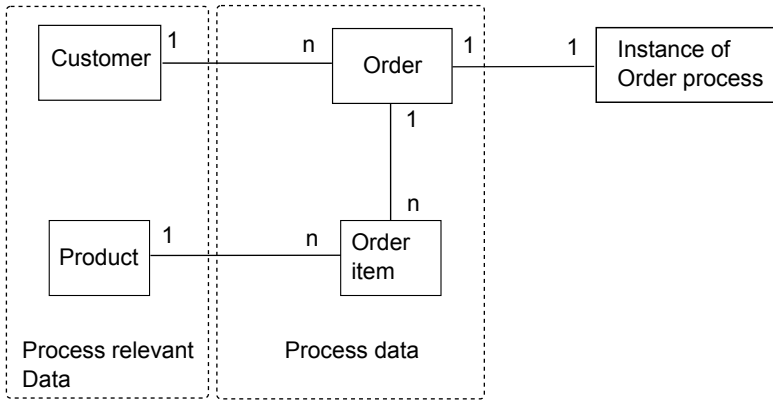 Customer
1
n
Order
1
1
Instance of
Order process
1
n
Product
1
n
Order
item
Process relevant
Data
Process data